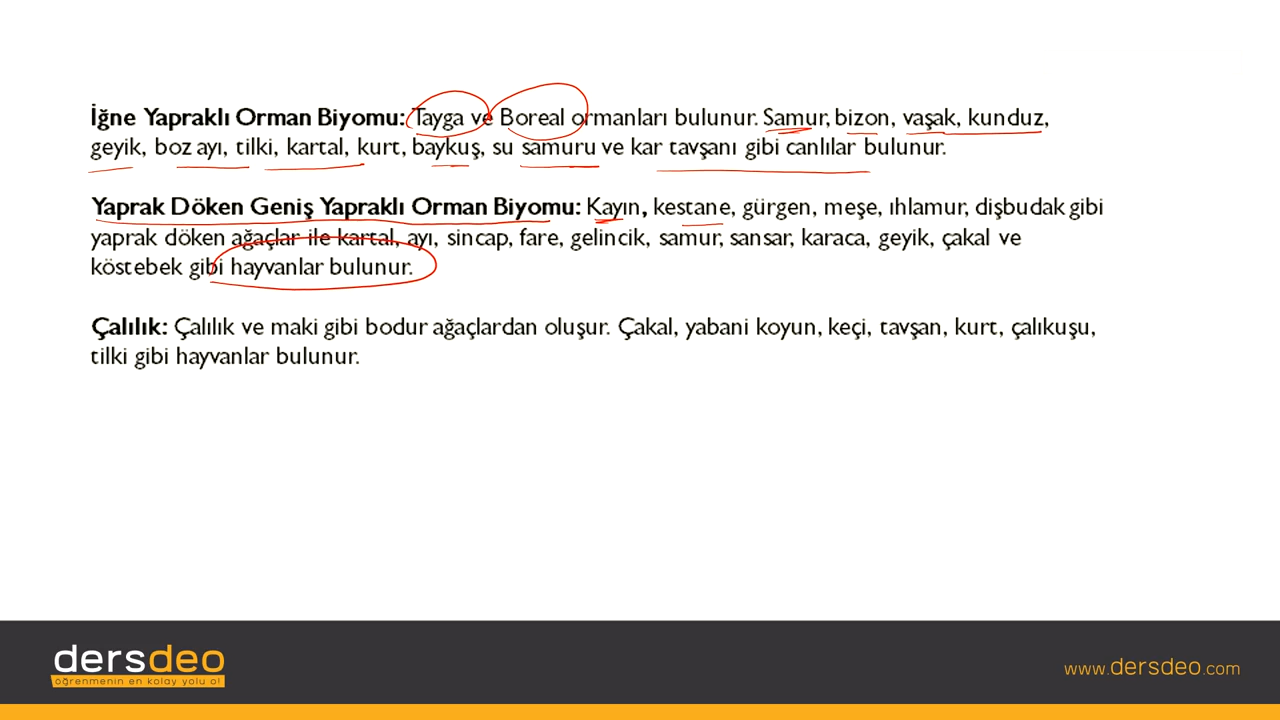 İğne Yapraklı Orman Biyomu: Tayga ve Boreal ormanları bulunur. Samur, bizon, vaşak, kunduz,
geyik, boz ayı, tilki, kartal, kurt, baykuş, su samuru ve kar tavşanı gibi canlılar bulunur.
Yaprak Döken Geniş Yapraklı Orman Biyomu: Kayın, kestane, gürgen, meşe, ıhlamur, dişbudak gibi
yaprak döken ağaçlar ile kartal, ayı, sincap, fare, gelincik, samur, sansar, karaca, geyik, çakal ve
köstebek gibi hayvanlar bulunur.
Çalılık: Çalılık ve maki gibi bodur ağaçlardan oluşur. Çakal, yabani koyun, keçi, tavşan, kurt, çalıkuşu,
tilki gibi hayvanlar bulunur.
dersdeo
öğrenmenin en kolay yolu o!
www.dersdeo.com